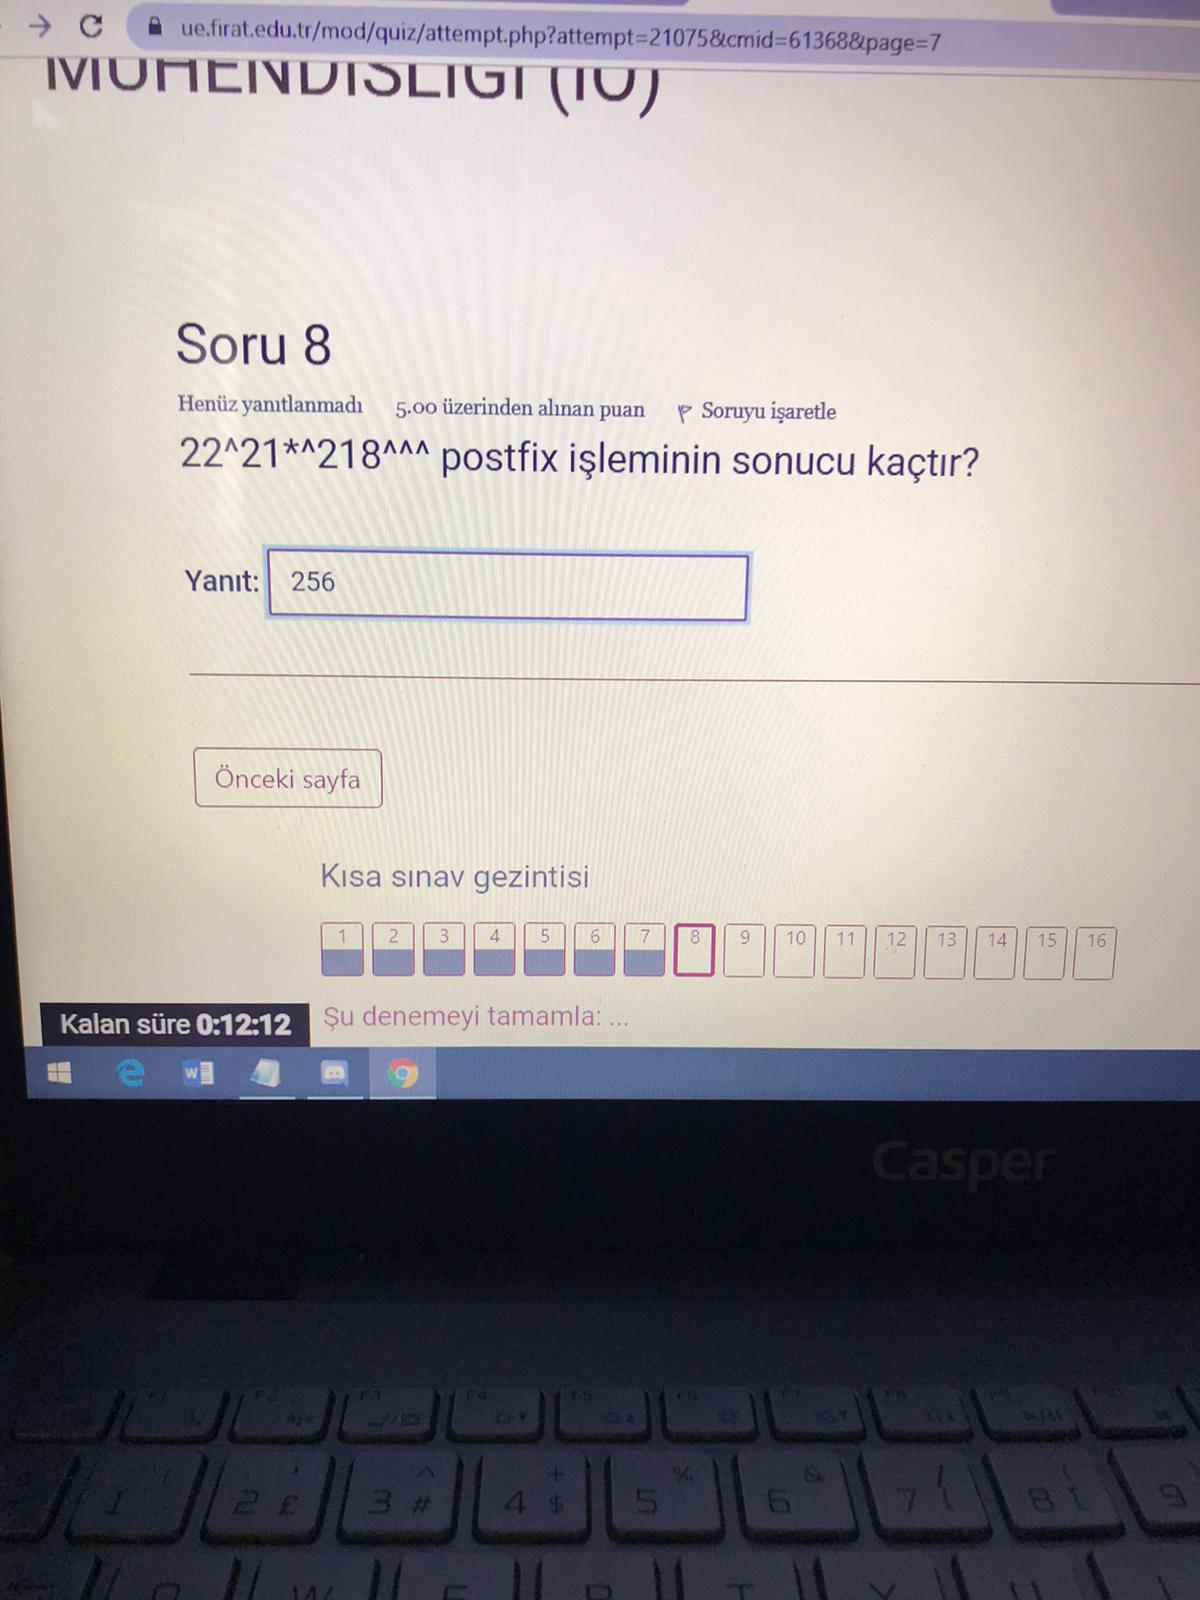 ue.firat.edu.tr/mod/quiz/attempt.php?attempt=21075&cmid=61368&page=7
MÜHENDİSLİĞİ (İÖ)
Soru 8
Henüz yanıtlanmadı 5.00 üzerinden alınan puan Soruyu işaretle
22^21*^218^^^ postfix işleminin sonucu kaçtır?
Yanıt: 256
Önceki sayfa
Kısa sınav gezintisi
1 2 3 4 5 6 7 8 9 10 11 12 13 14 15 16
Kalan süre 0:12:12 Şu denemeyi tamamla: ...
Casper
1 2 £ 3 ^ # 4 + $ 5 % 6 & 7 / { 8 ( [ 9